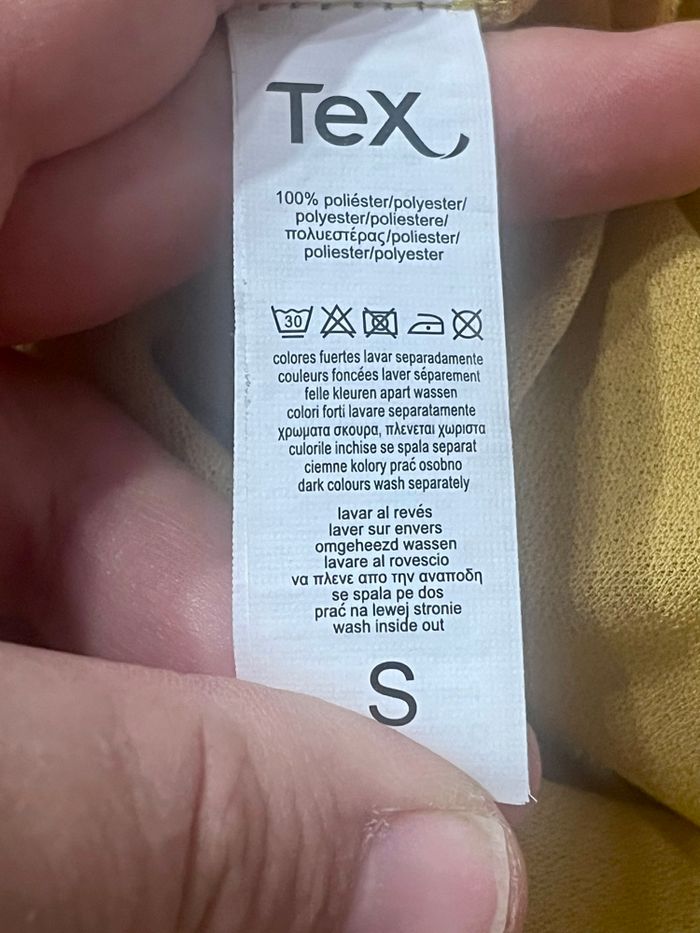 TeX
100% poliéster/polyester/
polyester/poliestere/
πολυεστέρας/poliester/
poliester/polyester
30
colores fuertes lavar separadamente
couleurs foncées laver séparement
felle kleuren apart wassen
colori forti lavare separatamente
χρωματα σκουρα, πλενεται χωριστα
culorile inchise se spala separat
ciemne kolory prać osobno
dark colours wash separately
lavar al revés
laver sur envers
omgeheezd wassen
lavare al rovescio
να πλενε απο την αναποδη
se spala pe dos
prać na lewej stronie
wash inside out
S